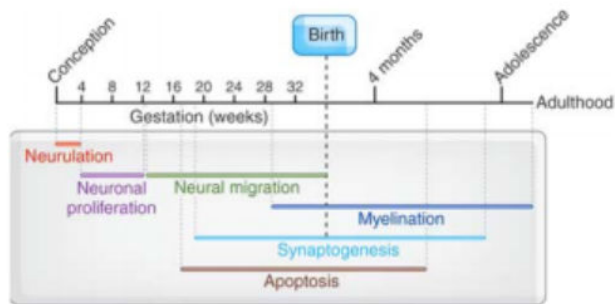 Birth
Conception
4 months
Adolescence
4 8 12 16 20 24 28 32
Adulthood
Gestation (weeks)
Neurulation
Neuronal proliferation
Neural migration
Myelination
Synaptogenesis
Apoptosis